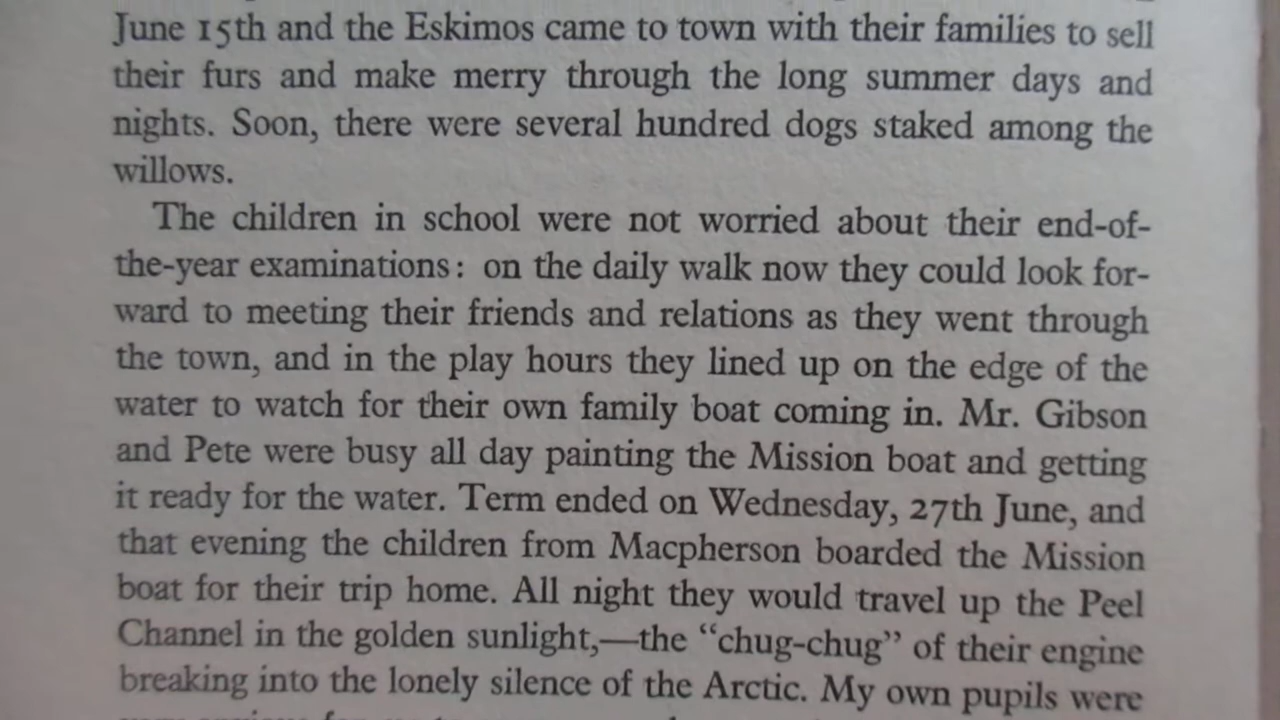 June 15th and the Eskimos came to town with their families to sell
their furs and make merry through the long summer days and
nights. Soon, there were several hundred dogs staked among the
willows.
The children in school were not worried about their end-of-
the-year examinations: on the daily walk now they could look for-
ward to meeting their friends and relations as they went through
the town, and in the play hours they lined up on the edge of the
water to watch for their own family boat coming in. Mr. Gibson
and Pete were busy all day painting the Mission boat and getting
it ready for the water. Term ended on Wednesday, 27th June, and
that evening the children from Macpherson boarded the Mission
boat for their trip home. All night they would travel up the Peel
Channel in the golden sunlight,—the “chug-chug” of their engine
breaking into the lonely silence of the Arctic. My own pupils were